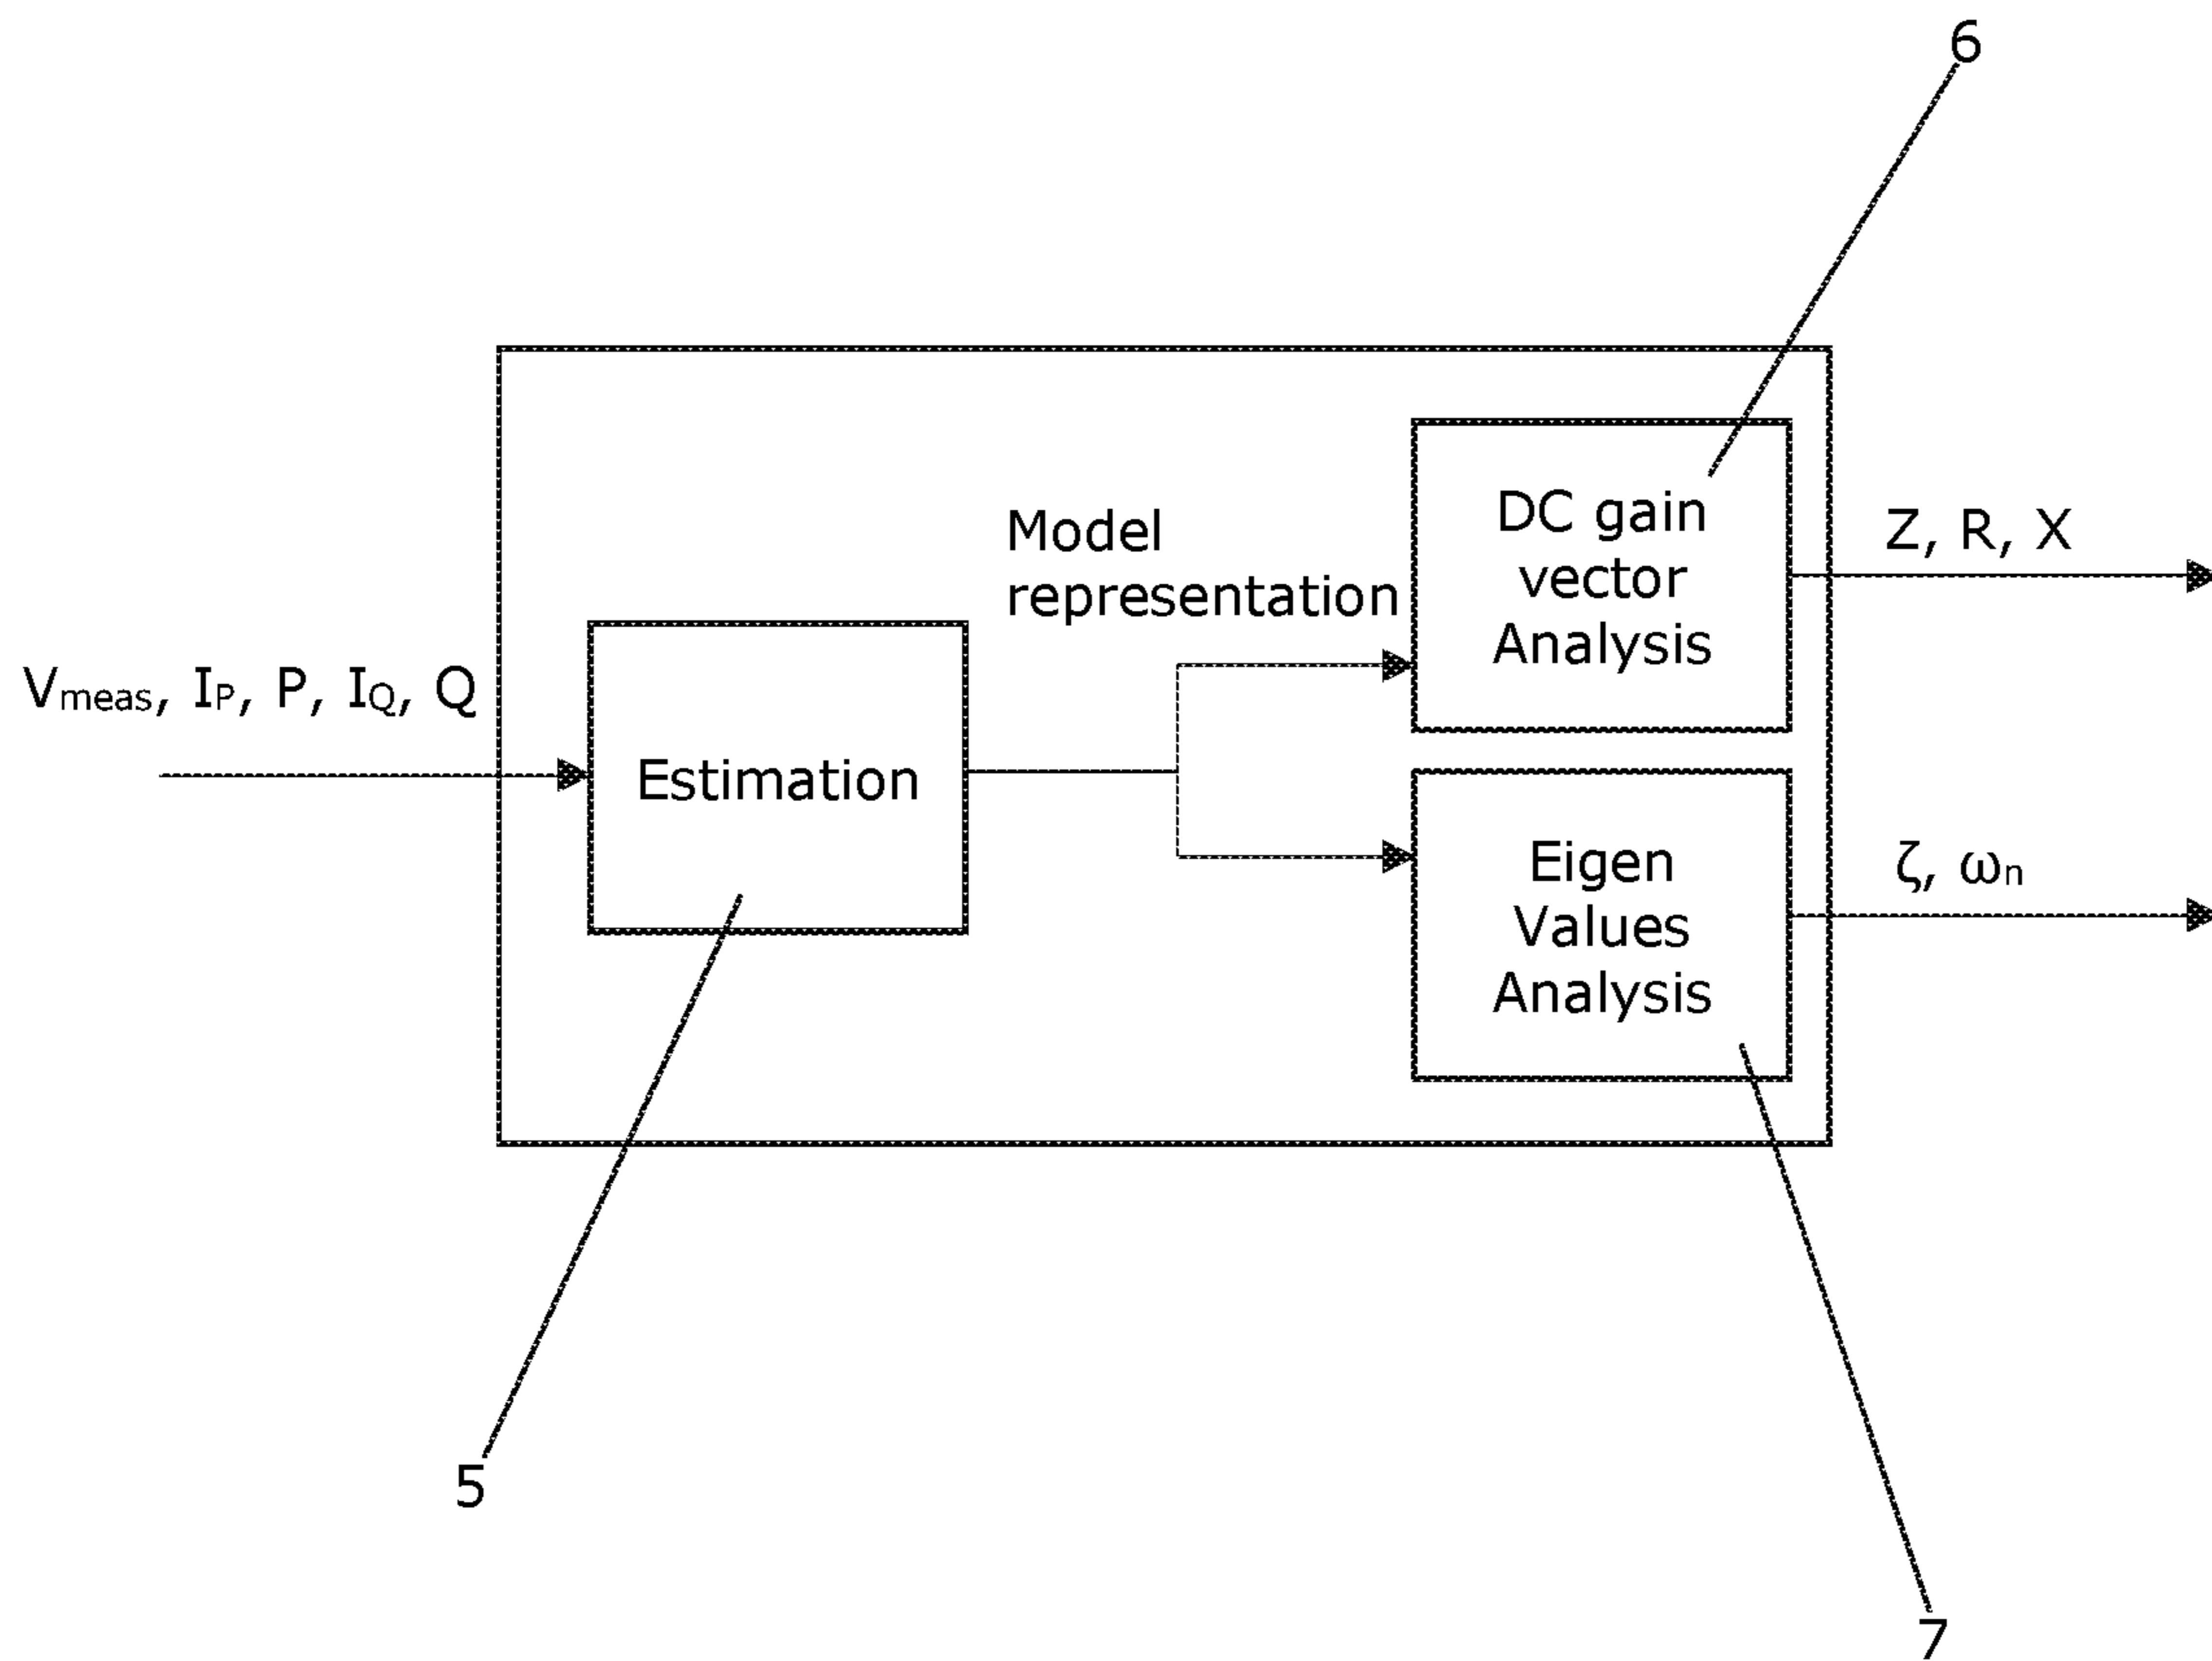 6
Model
representation
DC gain
vector
Analysis
Z, R, X
Vmeas, IP, P, IQ, Q
Estimation
Eigen
Values
Analysis
ζ, ωn
5
7